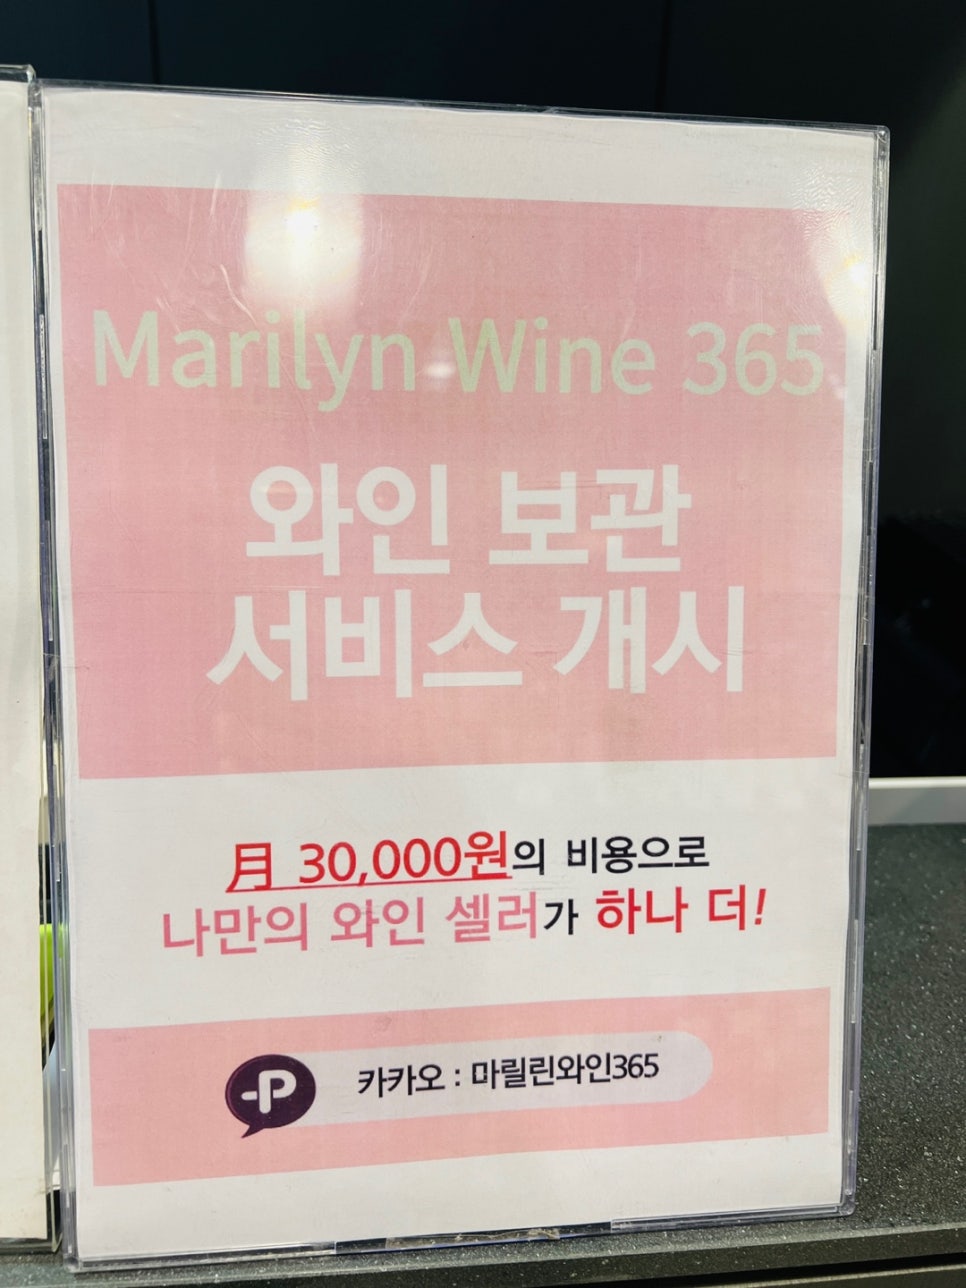 Marilyn Wine 365
와인 보관
서비스 개시
月 30,000원의 비용으로
나만의 와인 셀러가 하나 더!
-P 카카오 : 마릴린와인365